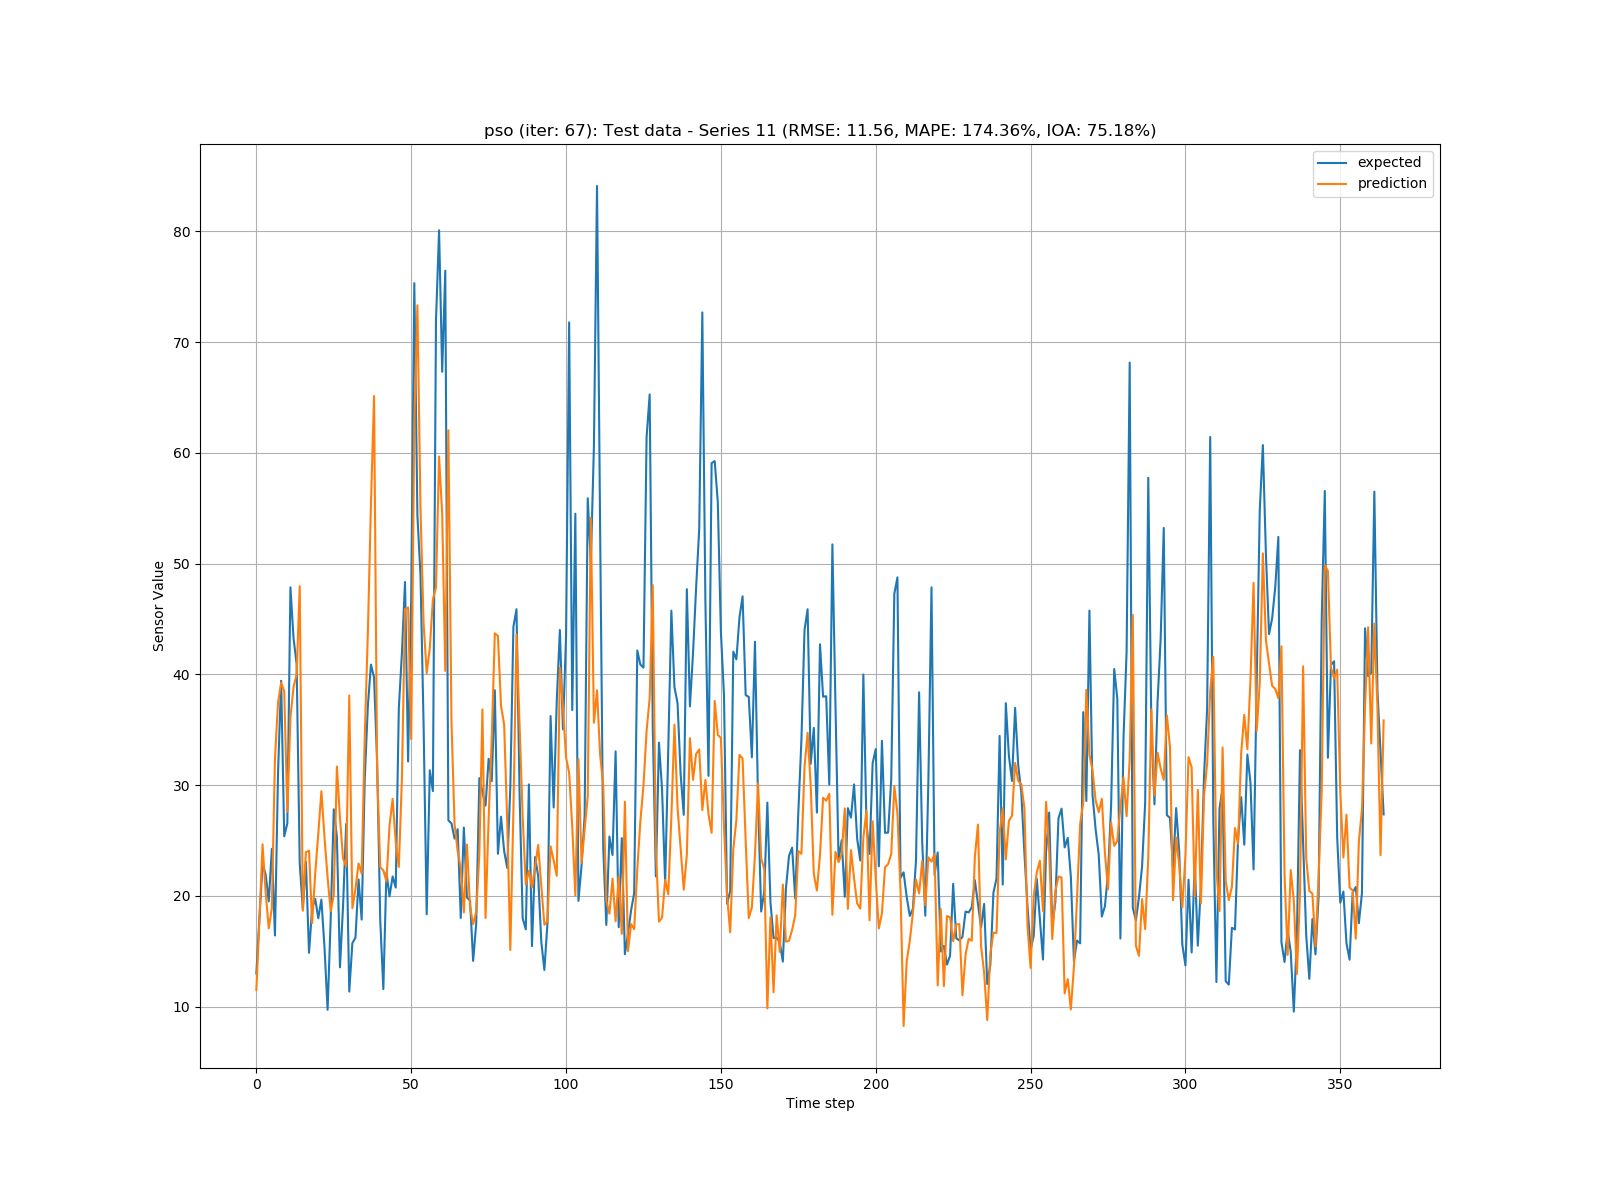 pso (iter: 67): Test data - Series 11 (RMSE: 11.56, MAPE: 174.36%, IOA: 75.18%)
expected
prediction
80
70
60
50
40
30
20
10
Sensor Value
0 50 100 150 200 250 300 350
Time step